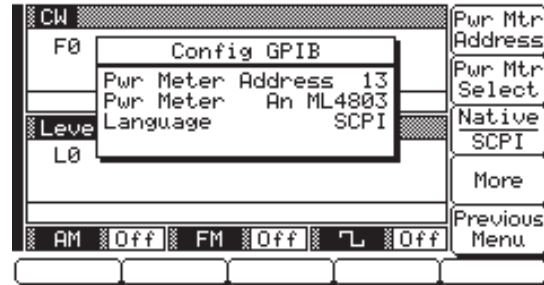 CW
F0
Config GPIB
Pwr Meter Address 13
Pwr Meter An ML4803
Language SCPI
Leve
L0
AM Off FM Off Off
Pwr Mtr
Address
Pwr Mtr
Select
Native
SCPI
More
Previous
Menu